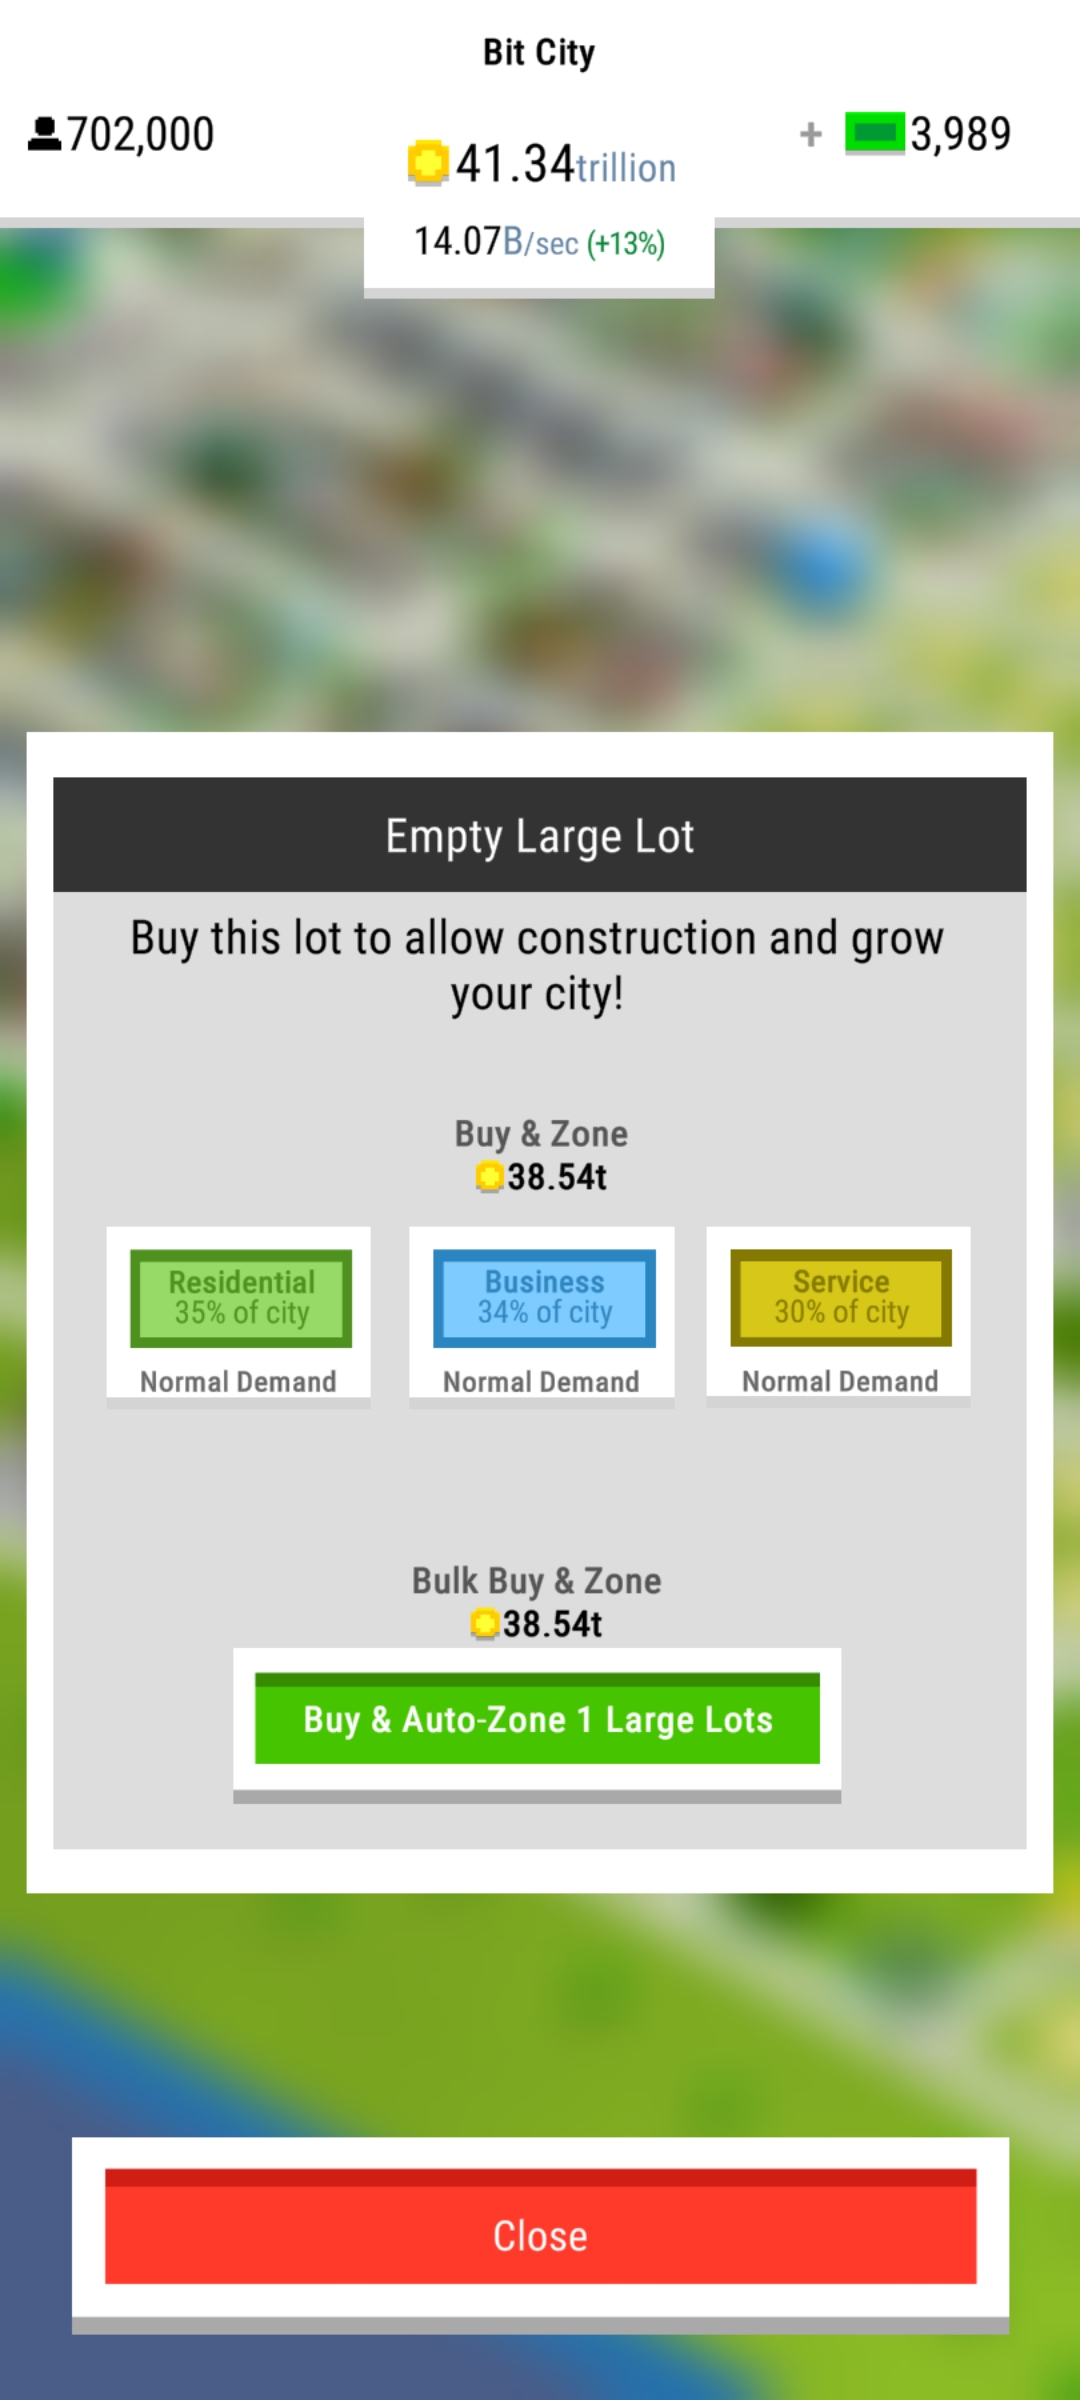 Bit City
702,000
41.34trillion
+ 3,989
14.07B/sec (+13%)
Empty Large Lot
Buy this lot to allow construction and grow
your city!
Buy & Zone
38.54t
Residential
35% of city
Normal Demand
Business
34% of city
Normal Demand
Service
30% of city
Normal Demand
Bulk Buy & Zone
38.54t
Buy & Auto-Zone 1 Large Lots
Close